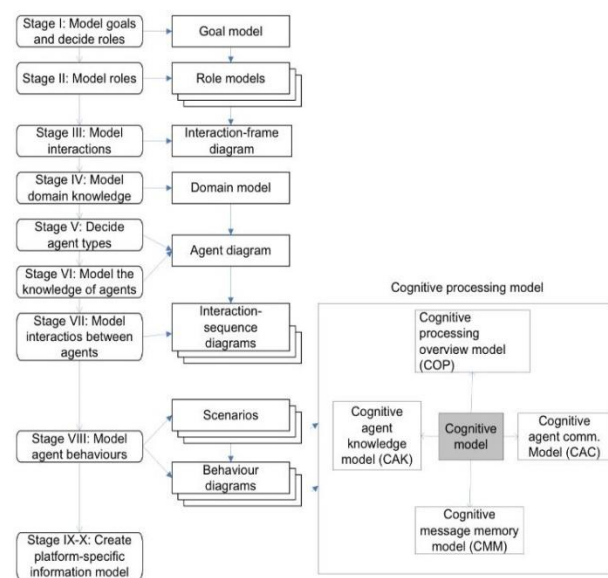 Stage I: Model goals
and decide roles
Goal model
Stage II: Model roles
Role models
Stage III: Model
interactions
Interaction-frame
diagram
Stage IV: Model
domain knowledge
Domain model
Stage V: Decide
agent types
Agent diagram
Stage VI: Model the
knowledge of agents
Stage VII: Model
interactios between
agents
Interaction-
sequence
diagrams
Stage VIII: Model
agent behaviours
Scenarios
Behaviour
diagrams
Stage IX-X: Create
platform-specific
information model
Cognitive processing model
Cognitive
processing
overview model
(COP)
Cognitive
agent
knowledge
model (CAK)
Cognitive
model
Cognitive
agent comm.
Model (CAC)
Cognitive
message memory
model (CMM)